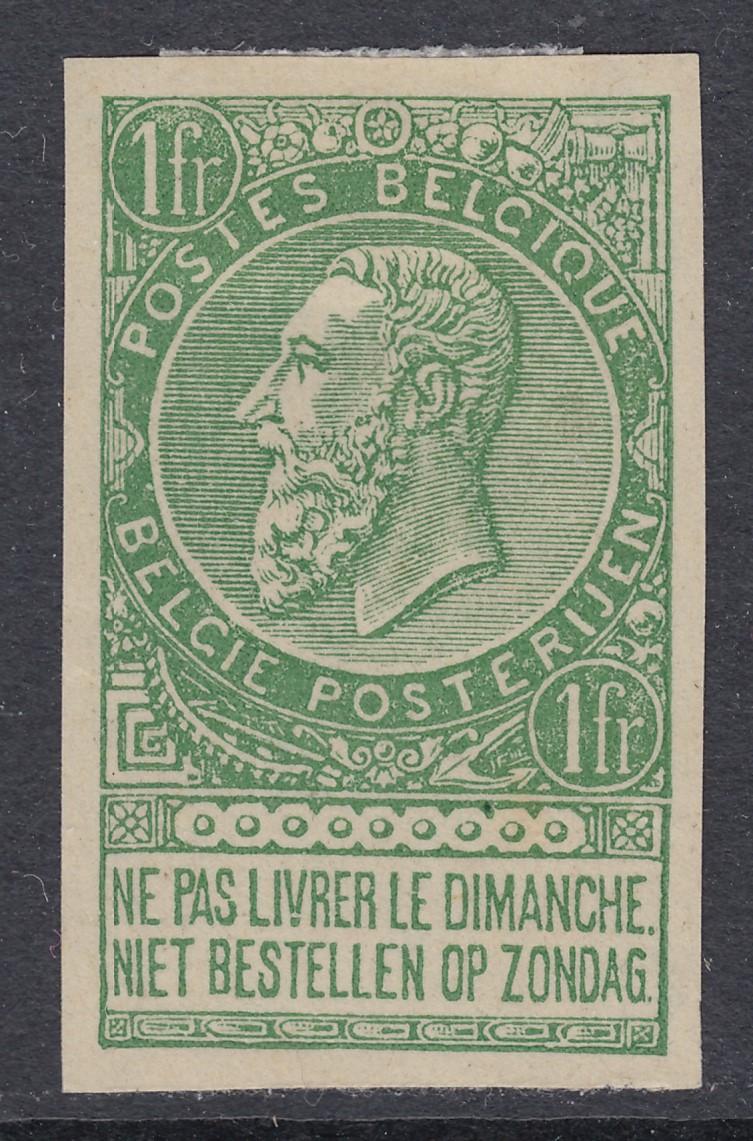 1fr
POSTES BELGIQUE
BELGIE POSTERIJEN
1fr
NE PAS LIVRER LE DIMANCHE.
NIET BESTELLEN OP ZONDAG.